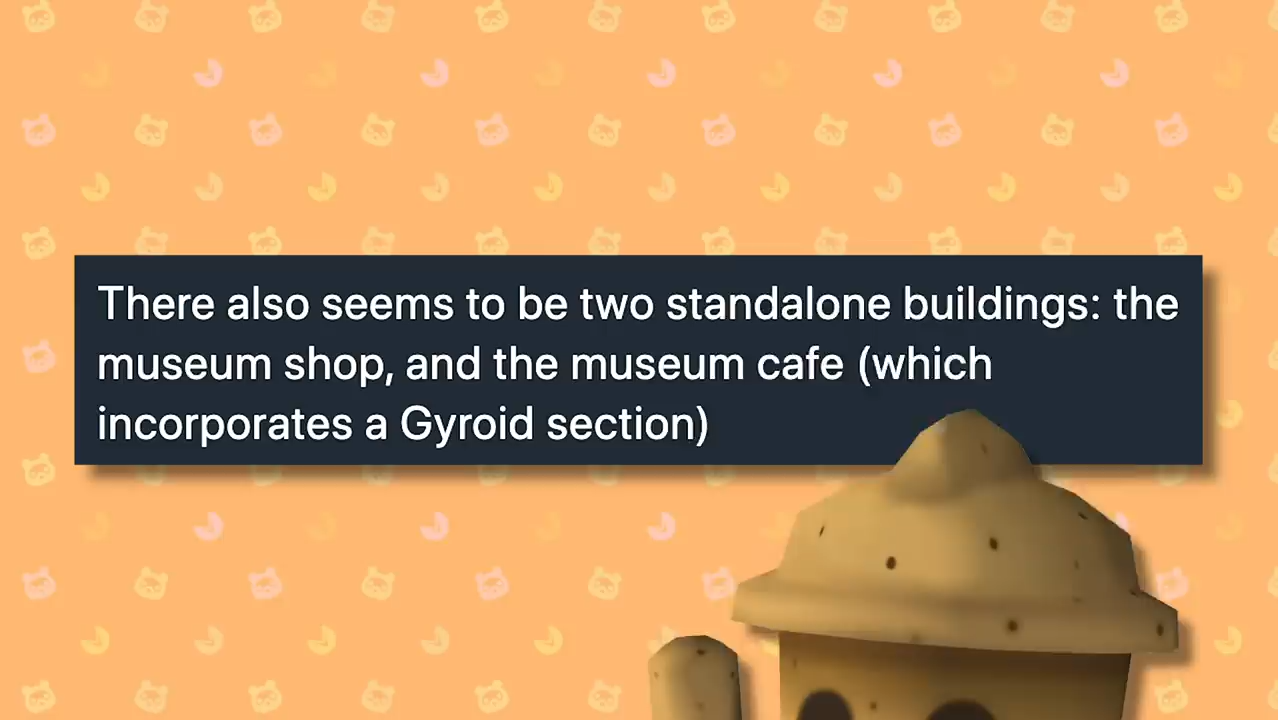 There also seems to be two standalone buildings: the
museum shop, and the museum cafe (which
incorporates a Gyroid section)